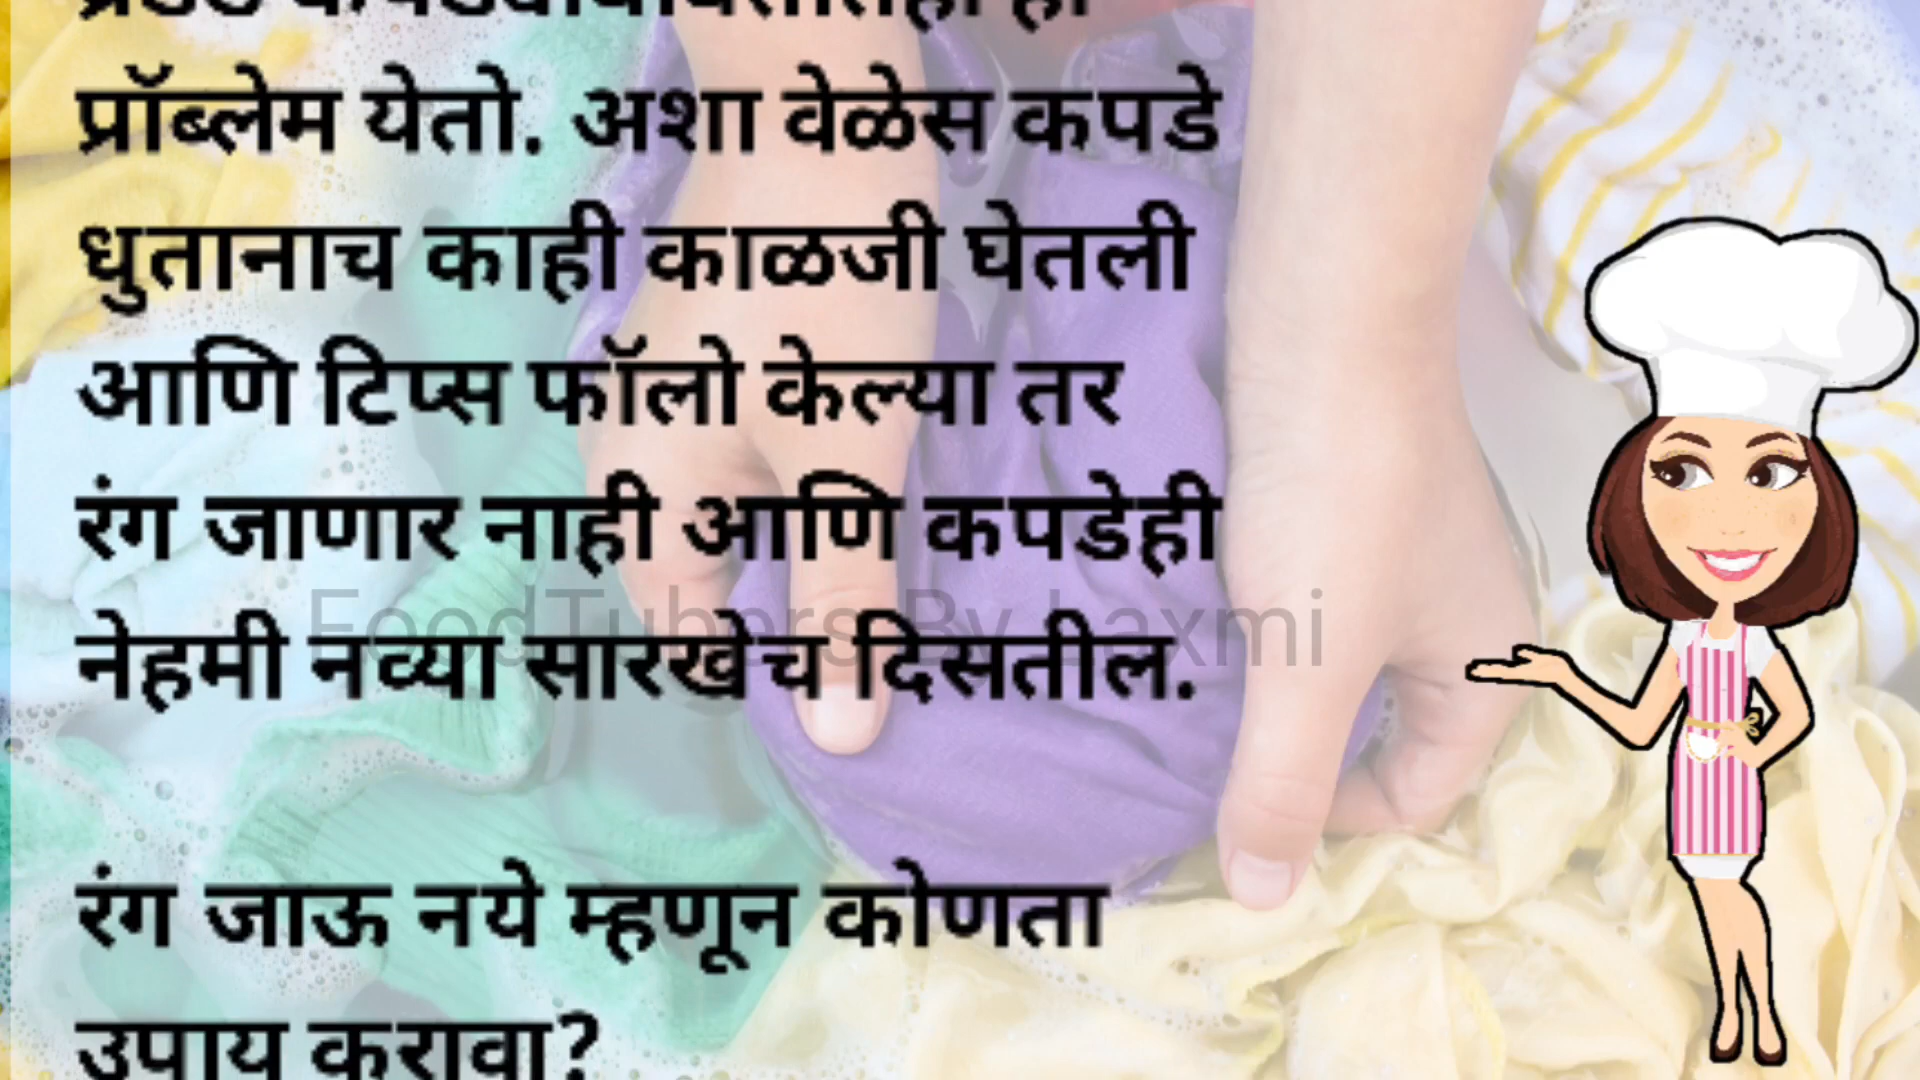 प्रॉब्लेम येतो. अशा वेळेस कपडे
धुतानाच काही काळजी घेतली
आणि टिप्स फॉलो केल्या तर
रंग जाणार नाही आणि कपडेही
FoodTubers By Laxmi
नेहमी नव्या सारखेच दिसतील.
रंग जाऊ नये म्हणून कोणता
उपाय करावा?